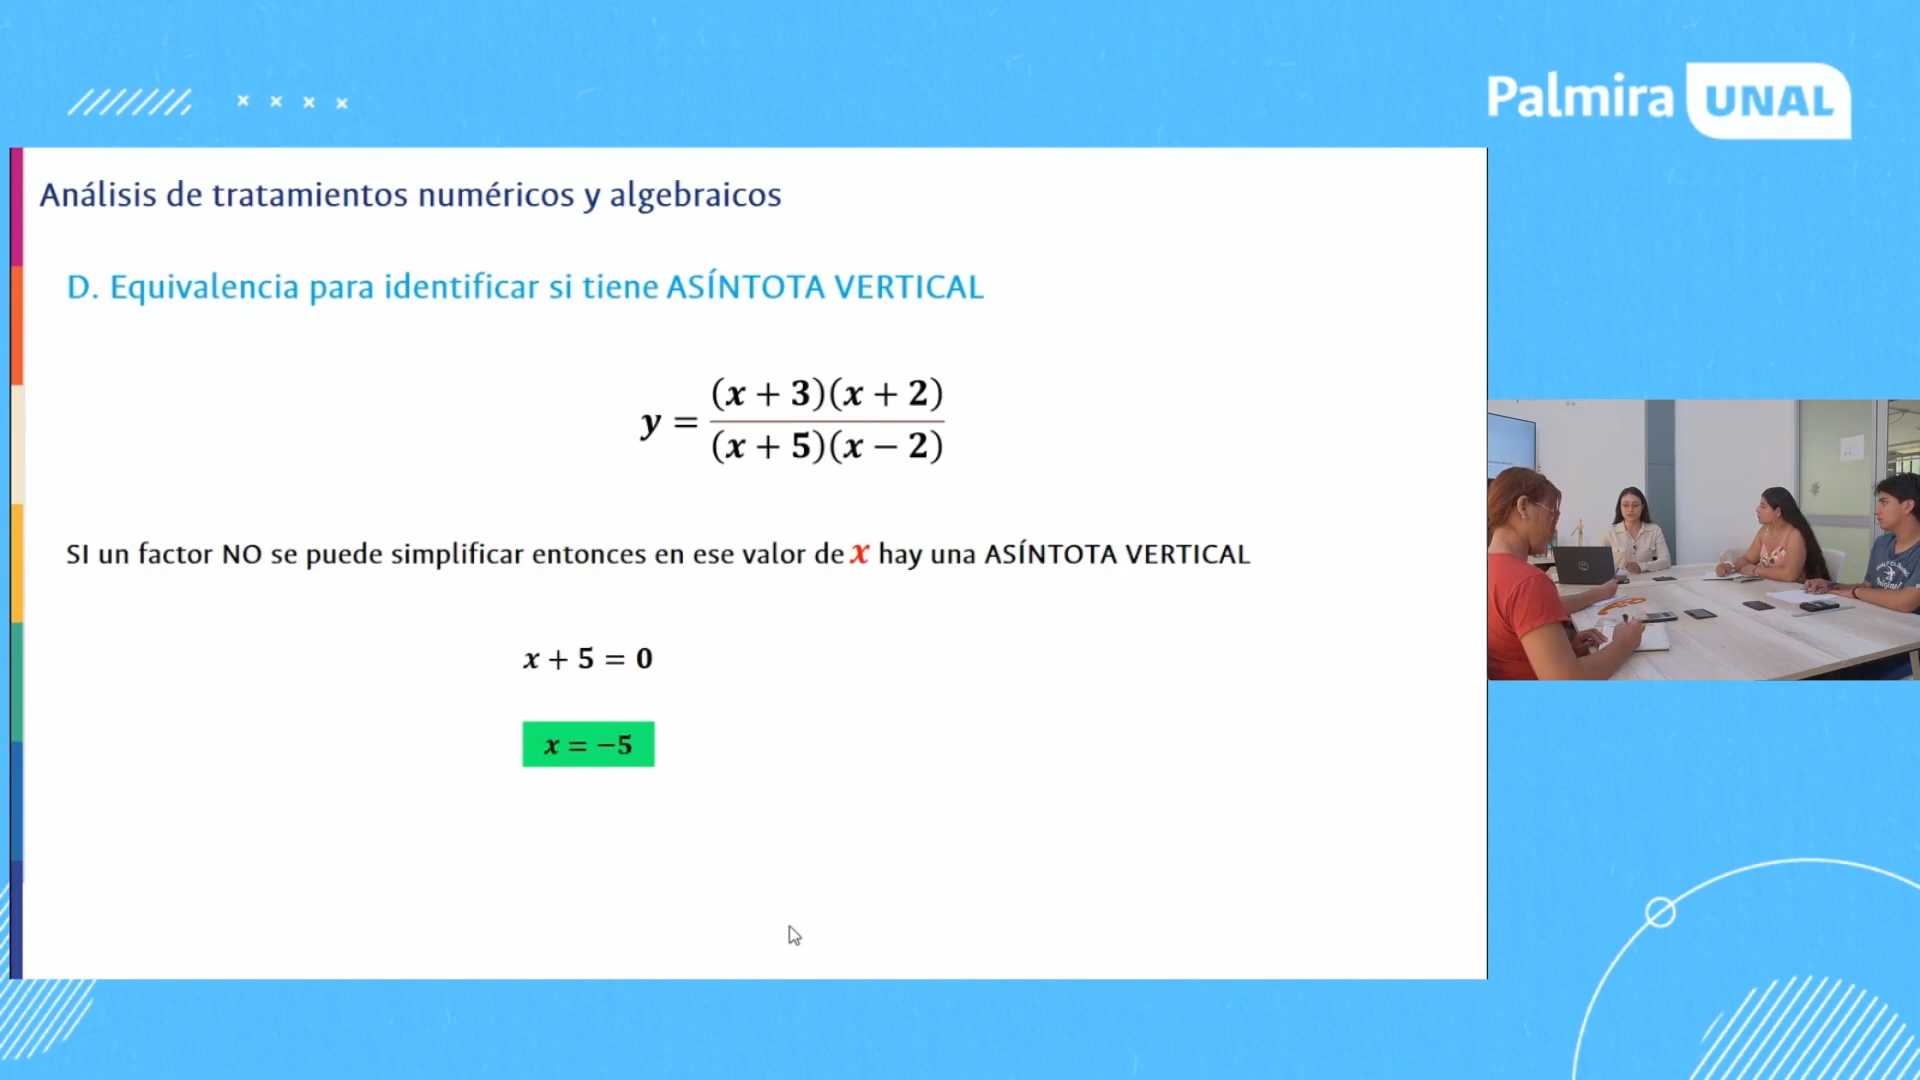 Palmira UNAL
Análisis de tratamientos numéricos y algebraicos
D. Equivalencia para identificar si tiene ASÍNTOTA VERTICAL
y = (x + 3)(x + 2) / (x + 5)(x − 2)
SI un factor NO se puede simplificar entonces en ese valor de x hay una ASÍNTOTA VERTICAL
x + 5 = 0
x = −5